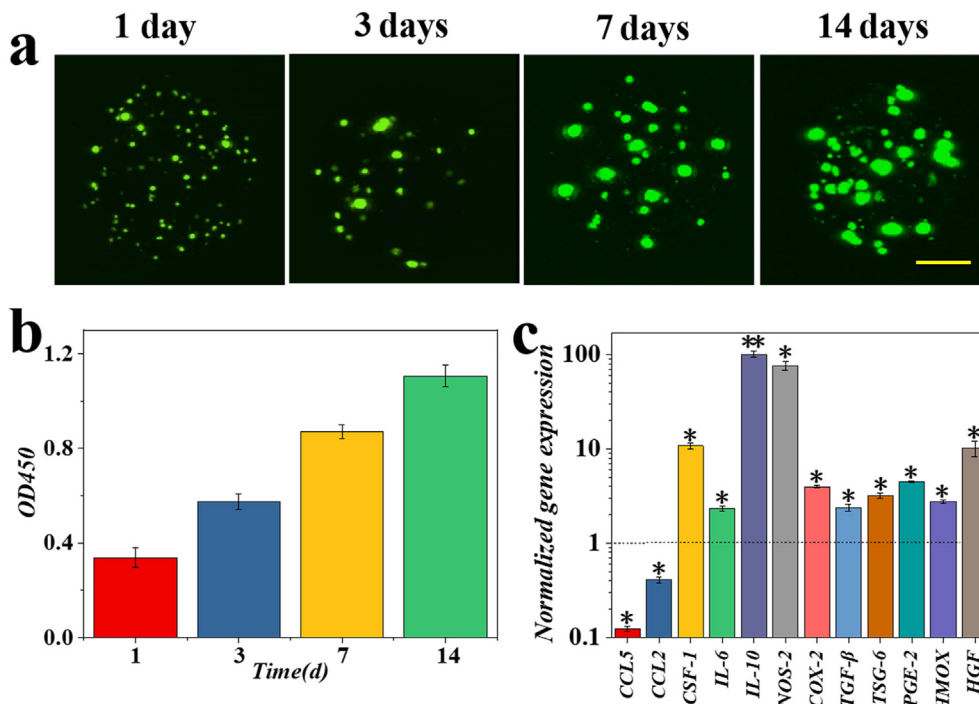 a
1 day
3 days
7 days
14 days
b
1.2
0.8
0.4
0.0
OD450
1
3
7
14
Time(d)
c
Normalized gene expression
100
10
1
0.1
*
*
*
*
**
*
*
*
*
*
*
*
CCL5
CCL2
CSF-1
IL-6
IL-10
NOS-2
COX-2
TGF-β
TSG-6
PGE-2
HMOX
HGF